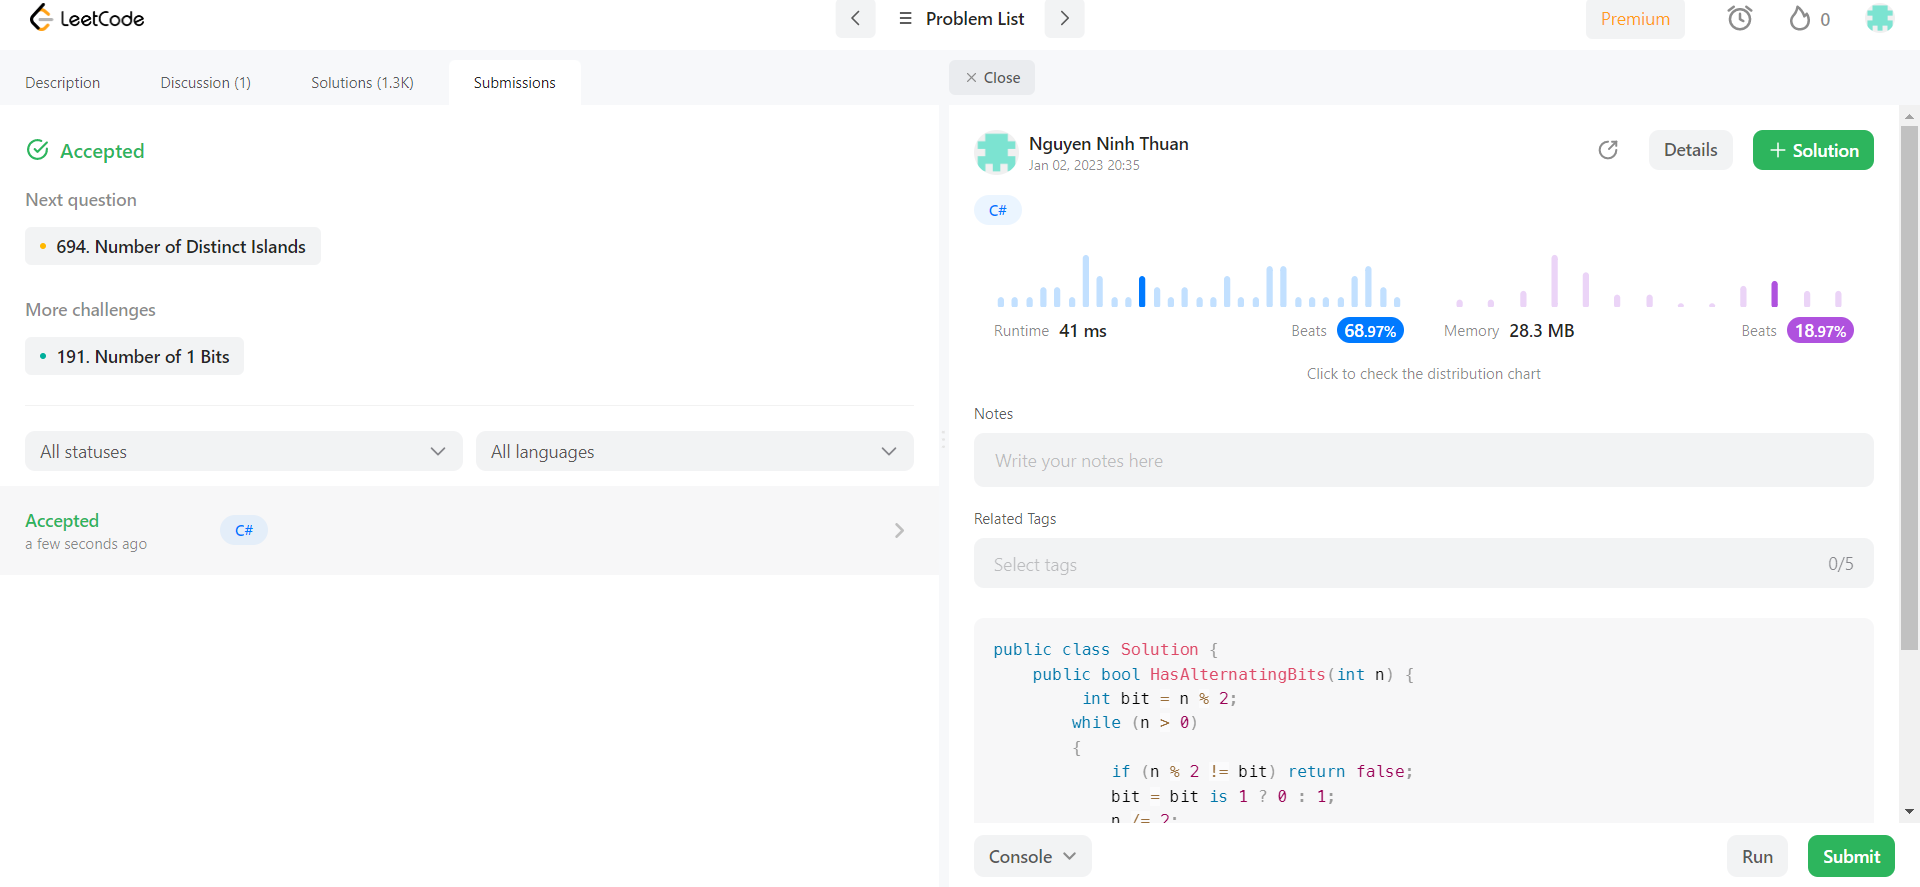 LeetCode
Problem List
Premium
0
Description
Discussion (1)
Solutions (1.3K)
Submissions
Close
Accepted
Next question
694. Number of Distinct Islands
More challenges
191. Number of 1 Bits
All statuses
All languages
Accepted
a few seconds ago
C#
Nguyen Ninh Thuan
Jan 02, 2023 20:35
Details
+ Solution
C#
Runtime 41 ms
Beats 68.97%
Memory 28.3 MB
Beats 18.97%
Click to check the distribution chart
Notes
Write your notes here
Related Tags
Select tags
0/5
public class Solution {
public bool HasAlternatingBits(int n) {
int bit = n % 2;
while (n > 0)
{
if (n % 2 != bit) return false;
bit = bit is 1 ? 0 : 1;
n /= 2;
Console
Run
Submit